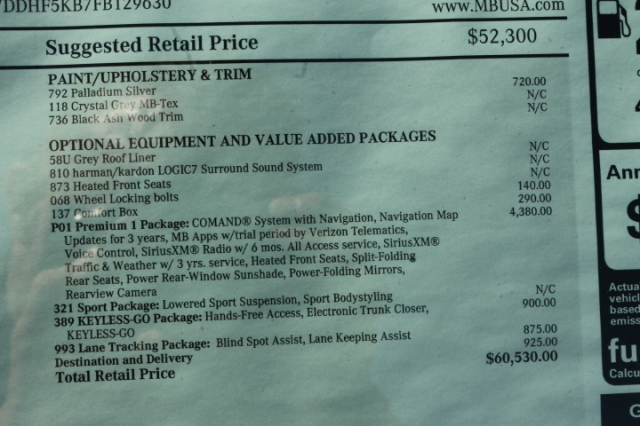 DDHF5KB7FB129630
www.MBUSA.com
Suggested Retail Price $52,300
PAINT/UPHOLSTERY & TRIM
792 Palladium Silver 720.00
118 Crystal Grey MB-Tex N/C
736 Black Ash Wood Trim N/C
OPTIONAL EQUIPMENT AND VALUE ADDED PACKAGES
58U Grey Roof Liner N/C
810 harman/kardon LOGIC7 Surround Sound System N/C
873 Heated Front Seats N/C
068 Wheel Locking bolts 140.00
137 Comfort Box 290.00
P01 Premium 1 Package: COMAND® System with Navigation, Navigation Map 4,380.00
Updates for 3 years, MB Apps w/trial period by Verizon Telematics,
Voice Control, SiriusXM® Radio w/ 6 mos. All Access service, SiriusXM®
Traffic & Weather w/ 3 yrs. service, Heated Front Seats, Split-Folding
Rear Seats, Power Rear-Window Sunshade, Power-Folding Mirrors,
Rearview Camera
321 Sport Package: Lowered Sport Suspension, Sport Bodystyling N/C
389 KEYLESS-GO Package: Hands-Free Access, Electronic Trunk Closer, 900.00
KEYLESS-GO
993 Lane Tracking Package: Blind Spot Assist, Lane Keeping Assist 875.00
Destination and Delivery 925.00
Total Retail Price $60,530.00
Ann
$
Actua
vehicl
based
emiss
fu
Calcu
G